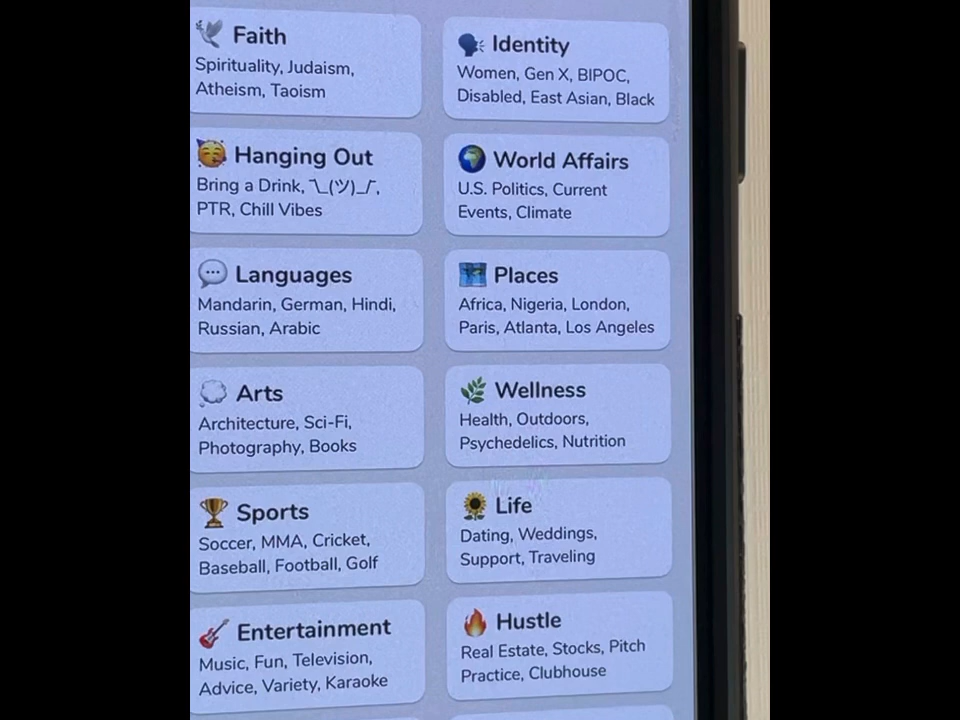 Faith
Spirituality, Judaism,
Atheism, Taoism
Identity
Women, Gen X, BIPOC,
Disabled, East Asian, Black
Hanging Out
Bring a Drink, ¯\_(ツ)_/¯,
PTR, Chill Vibes
World Affairs
U.S. Politics, Current
Events, Climate
Languages
Mandarin, German, Hindi,
Russian, Arabic
Places
Africa, Nigeria, London,
Paris, Atlanta, Los Angeles
Arts
Architecture, Sci-Fi,
Photography, Books
Wellness
Health, Outdoors,
Psychedelics, Nutrition
Sports
Soccer, MMA, Cricket,
Baseball, Football, Golf
Life
Dating, Weddings,
Support, Traveling
Entertainment
Music, Fun, Television,
Advice, Variety, Karaoke
Hustle
Real Estate, Stocks, Pitch
Practice, Clubhouse